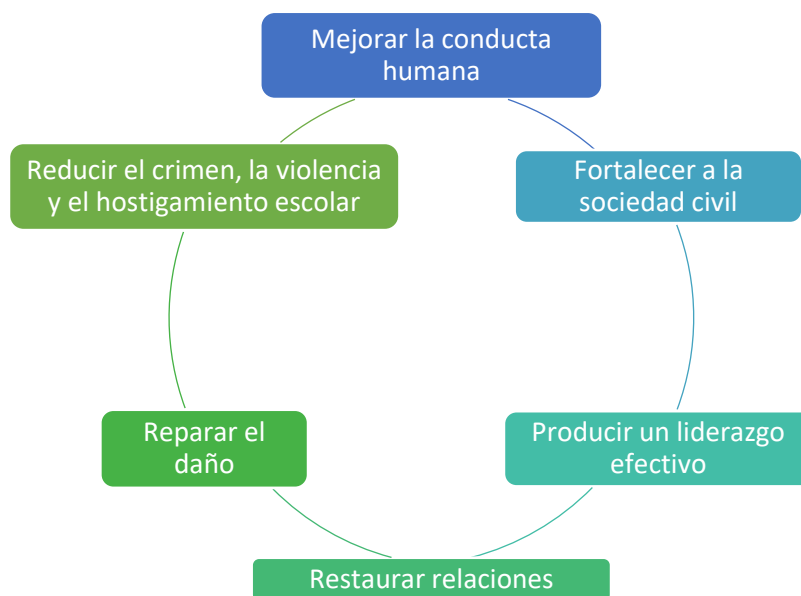 Mejorar la conducta
humana
Fortalecer a la
sociedad civil
Producir un liderazgo
efectivo
Restaurar relaciones
Reparar el
daño
Reducir el crimen, la violencia
y el hostigamiento escolar